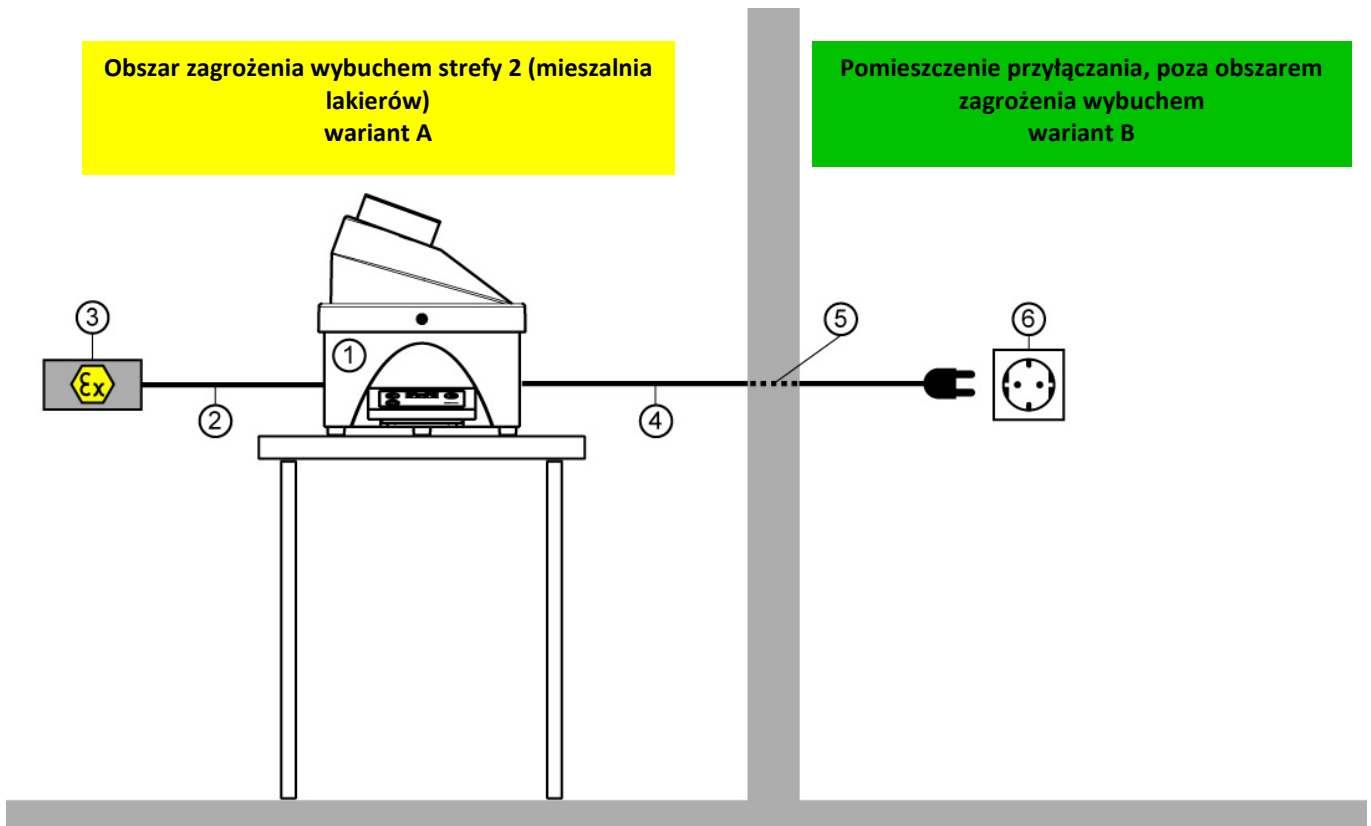 Obszar zagrożenia wybuchem strefy 2 (mieszalnia
lakierów)
wariant A
Pomieszczenie przyłączania, poza obszarem
zagrożenia wybuchem
wariant B
3
Ex
2
1
4
5
6